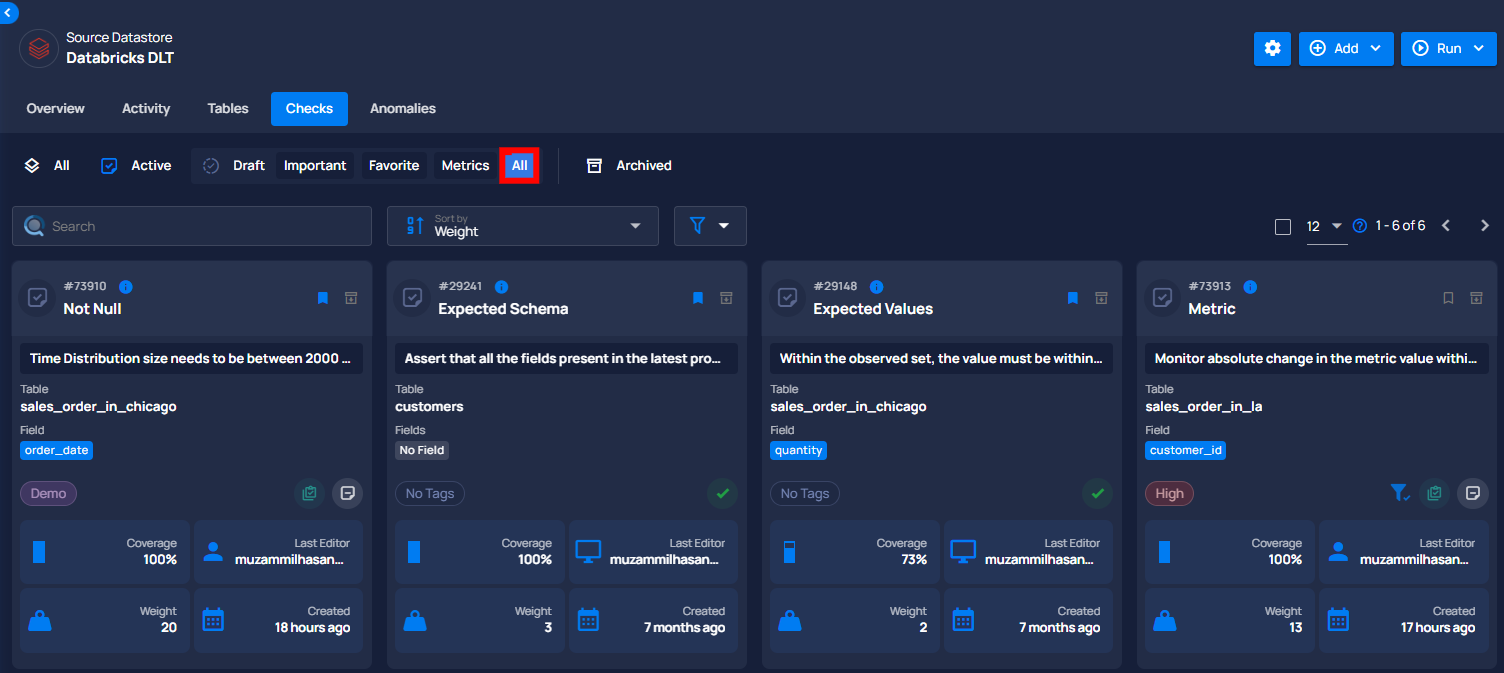 Source Datastore
Databricks DLT
Add
Run
Overview
Activity
Tables
Checks
Anomalies
All
Active
Draft
Important
Favorite
Metrics
All
Archived
Search
Sort by
Weight
12
1 - 6 of 6
#73910
Not Null
Time Distribution size needs to be between 2000 ...
Table
sales_order_in_chicago
Field
order_date
Demo
Coverage
100%
Last Editor
muzammilhasan...
Weight
20
Created
18 hours ago
#29241
Expected Schema
Assert that all the fields present in the latest pro...
Table
customers
Fields
No Field
No Tags
Coverage
100%
Last Editor
muzammilhasan...
Weight
3
Created
7 months ago
#29148
Expected Values
Within the observed set, the value must be within...
Table
sales_order_in_chicago
Field
quantity
No Tags
Coverage
73%
Last Editor
muzammilhasan...
Weight
2
Created
7 months ago
#73913
Metric
Monitor absolute change in the metric value withi...
Table
sales_order_in_la
Field
customer_id
High
Coverage
100%
Last Editor
muzammilhasan...
Weight
13
Created
17 hours ago